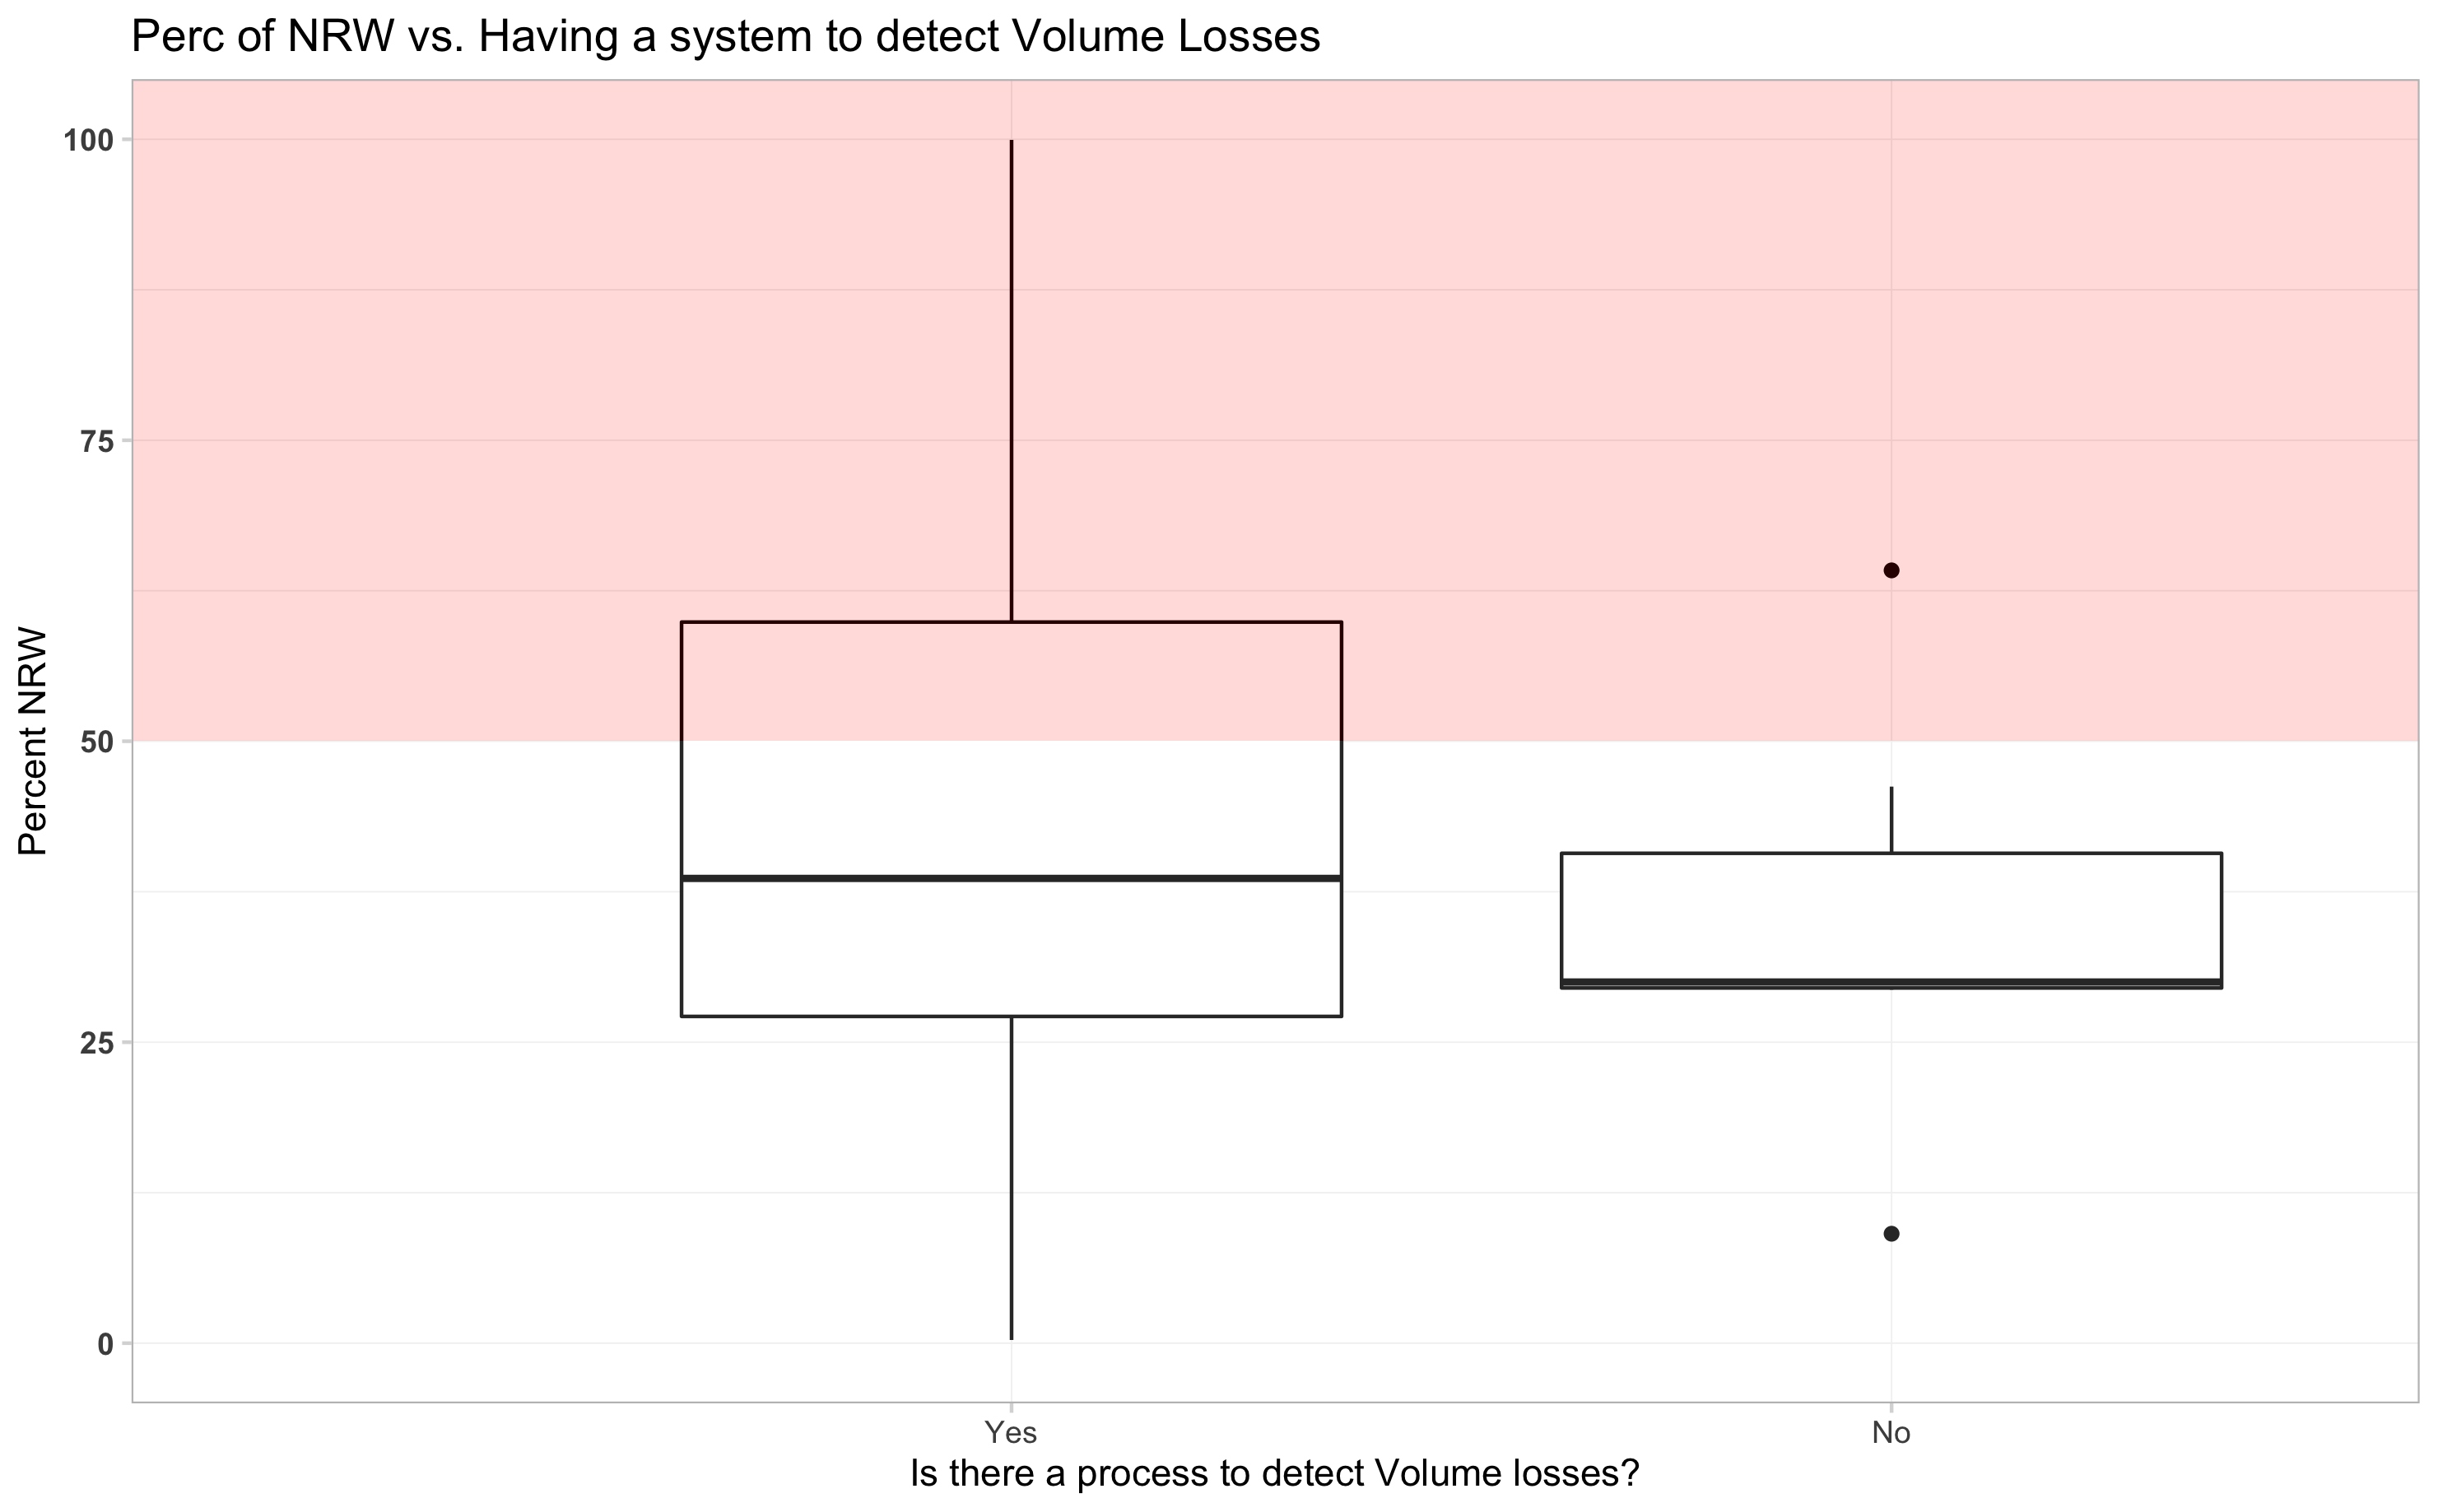 Perc of NRW vs. Having a system to detect Volume Losses
100
75
50
25
0
Percent NRW
Yes
No
Is there a process to detect Volume losses?